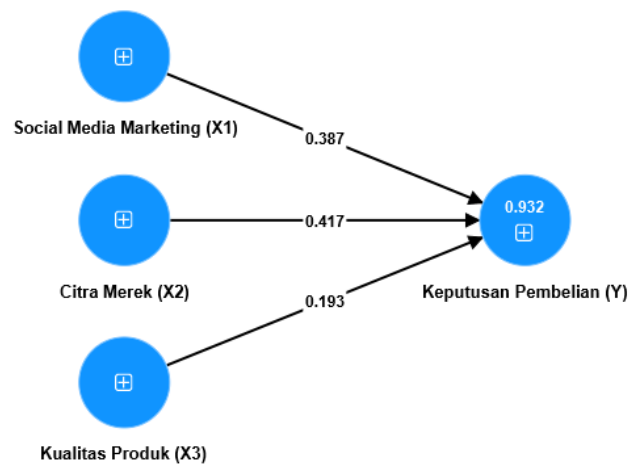 Social Media Marketing (X1)
0.387
0.932
Citra Merek (X2)
0.417
Keputusan Pembelian (Y)
0.193
Kualitas Produk (X3)